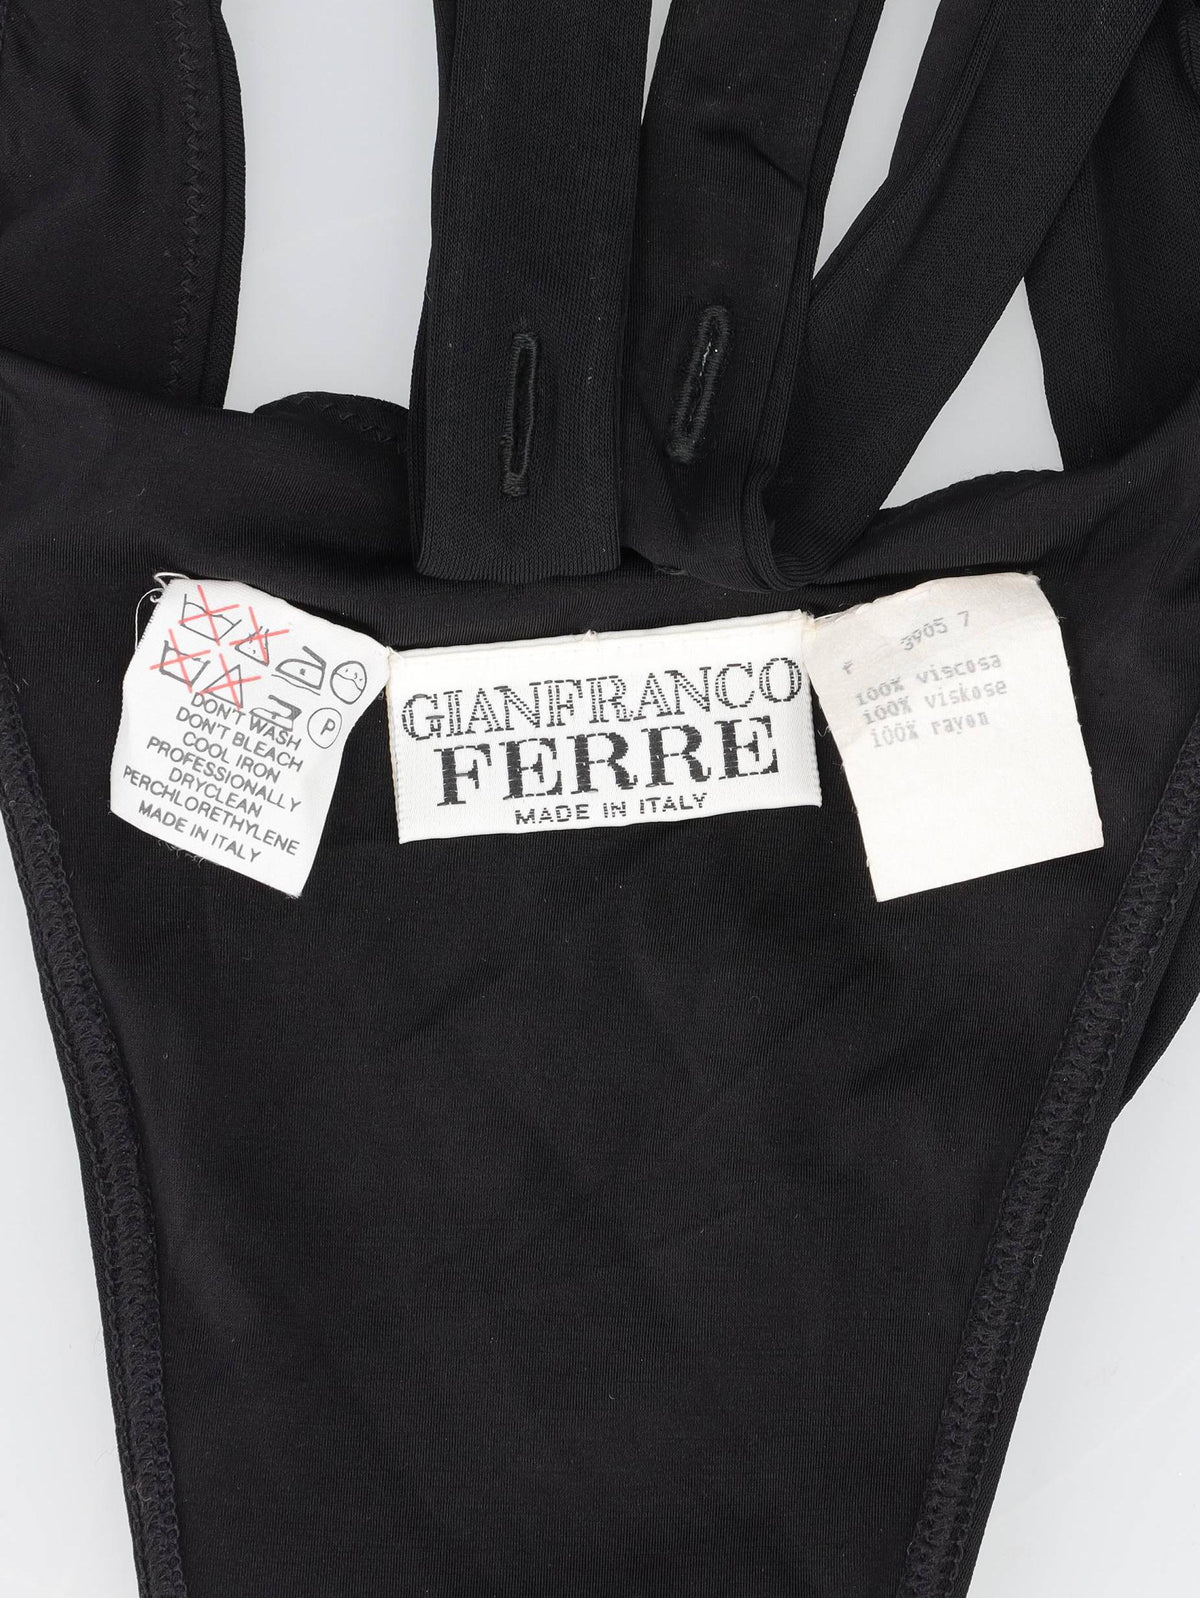 DON'T WASH
DON'T BLEACH
COOL IRON
PROFESSIONALLY
DRYCLEAN
PERCHLORETHYLENE
MADE IN ITALY
P
GIANFRANCO
FERRE
MADE IN ITALY
3905 7
100% viscosa
100% viskose
100% rayon